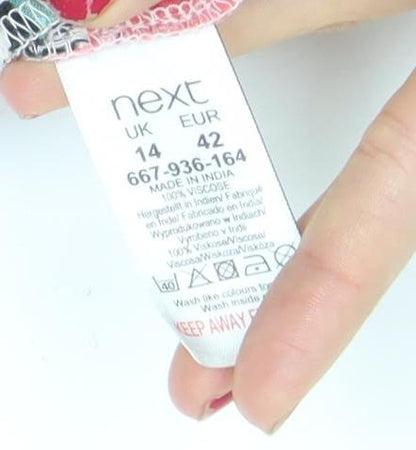 next
UK EUR
14 42
667-936-164
MADE IN INDIA
100% VISCOSE
Hergestellt in Indien/ Fabriqué
en Inde/ Fabricado en India/
Wyprodukowano w Indiach/
Vyrobeno v Indii
100% Viskose/Viscose/
Viscosa/Wiskoza/Viskóza
40
Wash like colours
Wash inside
KEEP AWAY